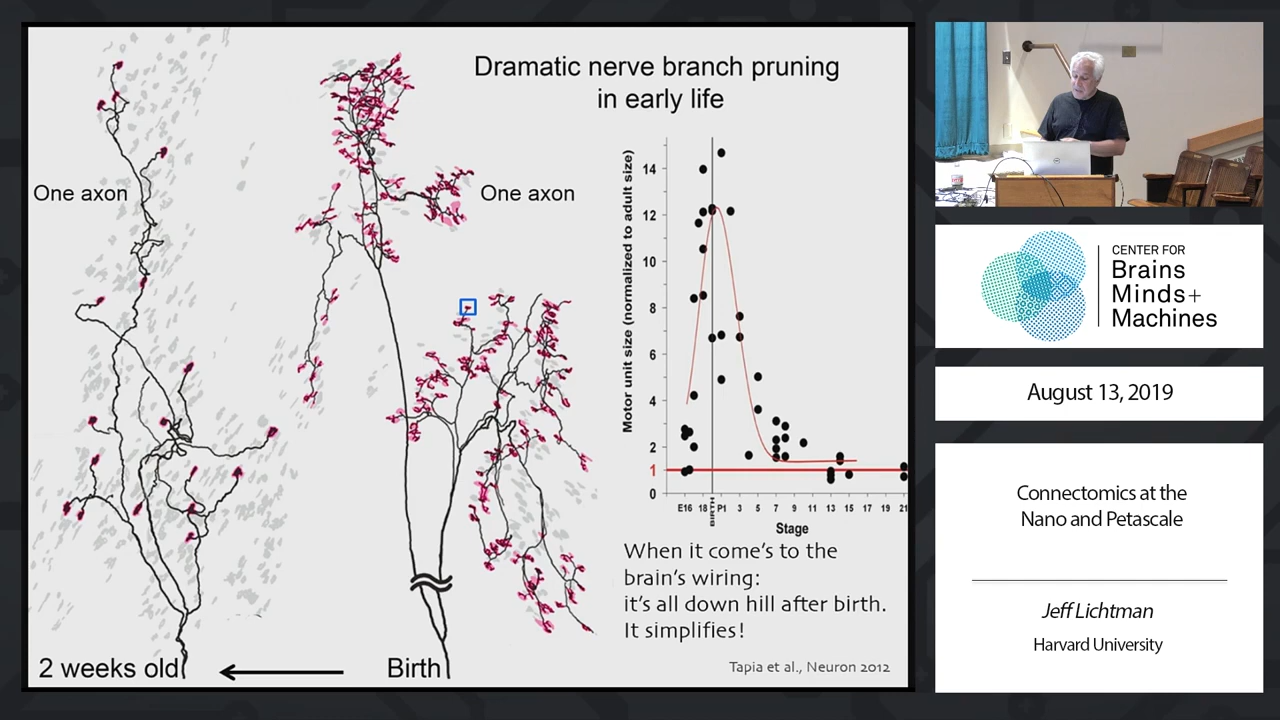 Dramatic nerve branch pruning
in early life
One axon
One axon
Motor unit size (normalized to adult size)
14
12
10
8
6
4
2
1
0
E16 18 BIRTH P1 3 5 7 9 11 13 15 17 19 21
Stage
When it come's to the
brain's wiring:
it's all down hill after birth.
It simplifies!
Tapia et al., Neuron 2012
2 weeks old
Birth
CENTER FOR
Brains
Minds+
Machines
August 13, 2019
Connectomics at the
Nano and Petascale
Jeff Lichtman
Harvard University